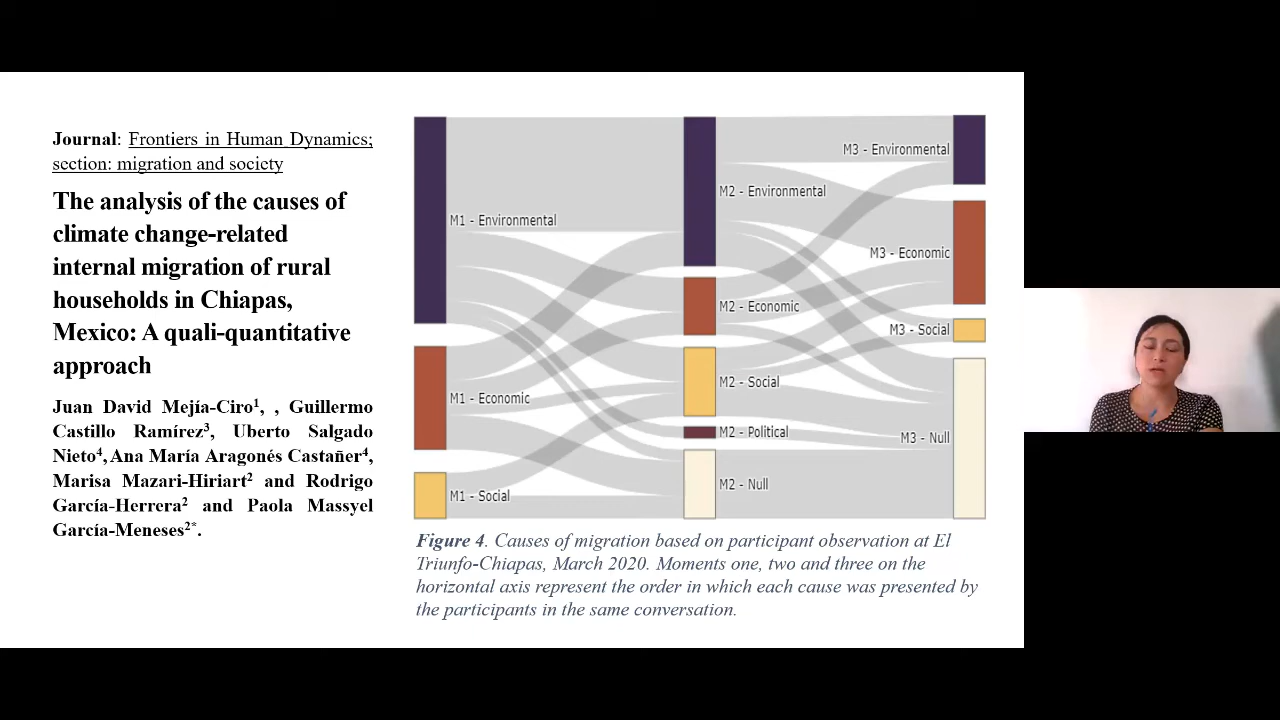 Journal: Frontiers in Human Dynamics;
section: migration and society
The analysis of the causes of
climate change-related
internal migration of rural
households in Chiapas,
Mexico: A quali-quantitative
approach
Juan David Mejía-Ciro¹, , Guillermo
Castillo Ramírez³, Uberto Salgado
Nieto⁴, Ana María Aragonés Castañer⁴,
Marisa Mazari-Hiriart² and Rodrigo
García-Herrera² and Paola Massyel
García-Meneses²*.
M1 - Environmental
M1 - Economic
M1 - Social
M2 - Environmental
M2 - Economic
M2 - Social
M2 - Political
M2 - Null
M3 - Environmental
M3 - Economic
M3 - Social
M3 - Null
Figure 4. Causes of migration based on participant observation at El
Triunfo-Chiapas, March 2020. Moments one, two and three on the
horizontal axis represent the order in which each cause was presented by
the participants in the same conversation.